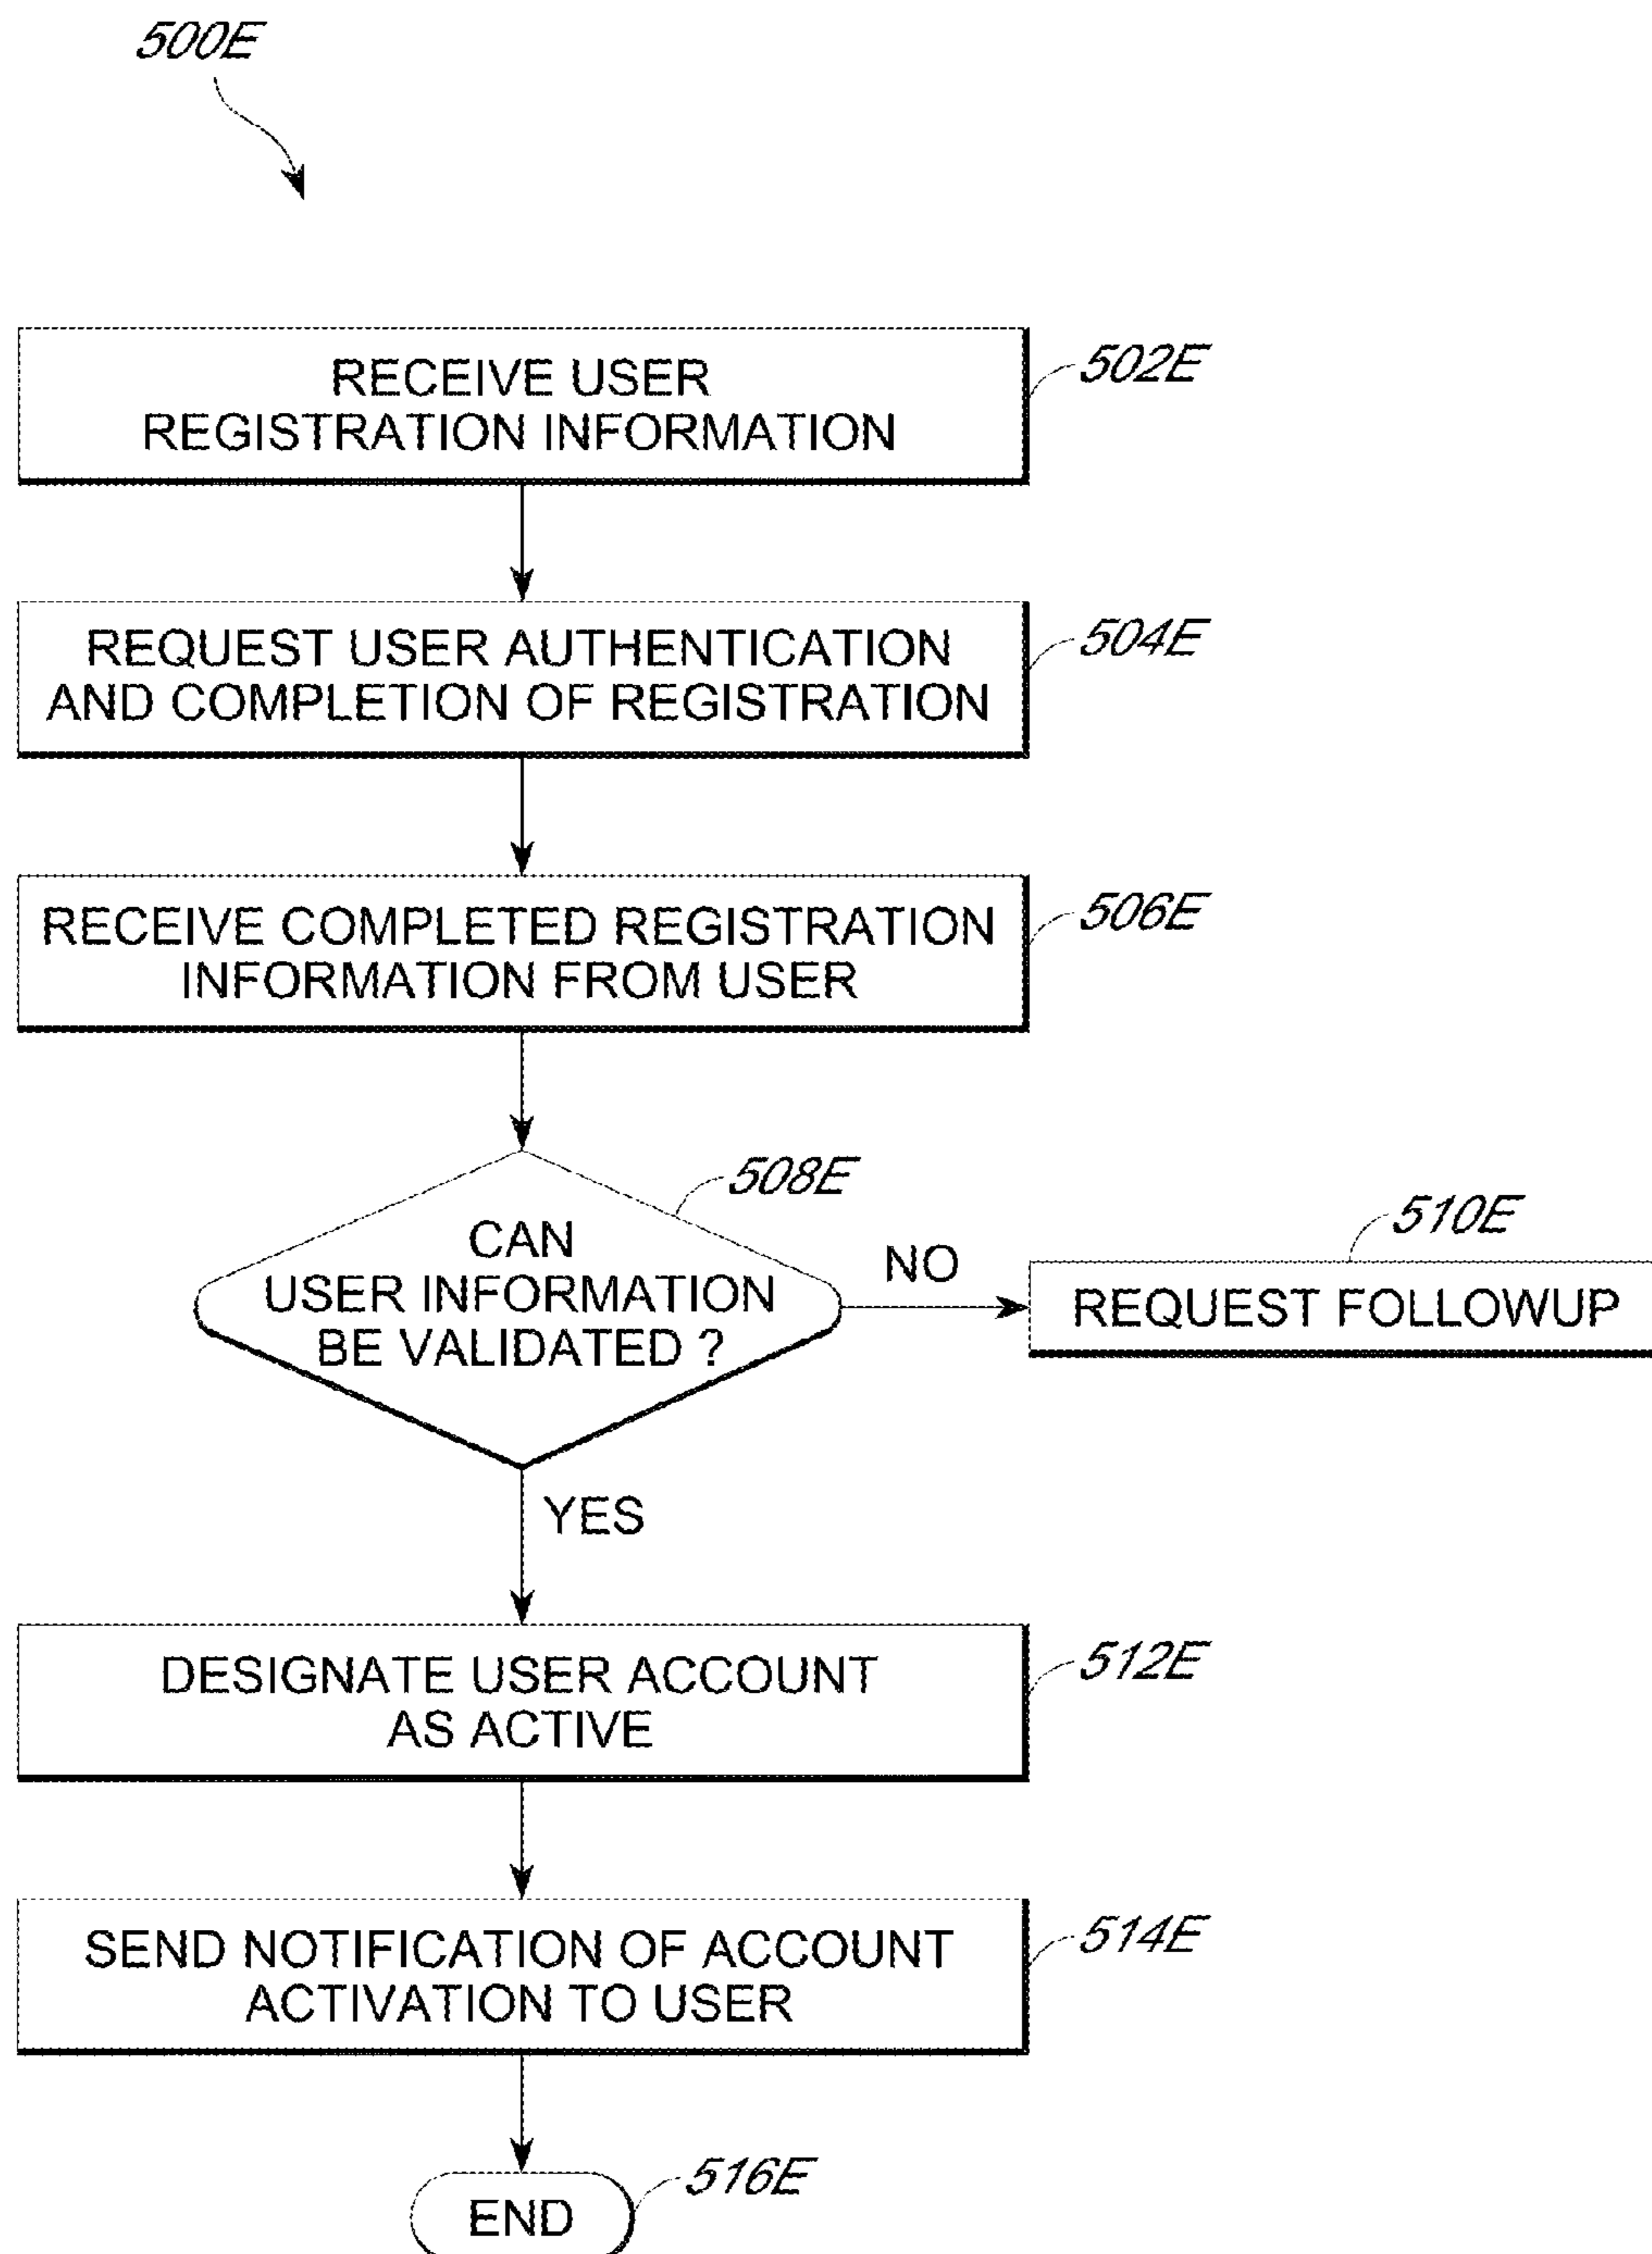 500E
RECEIVE USER
REGISTRATION INFORMATION
502E
REQUEST USER AUTHENTICATION
AND COMPLETION OF REGISTRATION
504E
RECEIVE COMPLETED REGISTRATION
INFORMATION FROM USER
506E
508E
CAN
USER INFORMATION
BE VALIDATED ?
NO
510E
REQUEST FOLLOWUP
YES
DESIGNATE USER ACCOUNT
AS ACTIVE
512E
SEND NOTIFICATION OF ACCOUNT
ACTIVATION TO USER
514E
END
516E